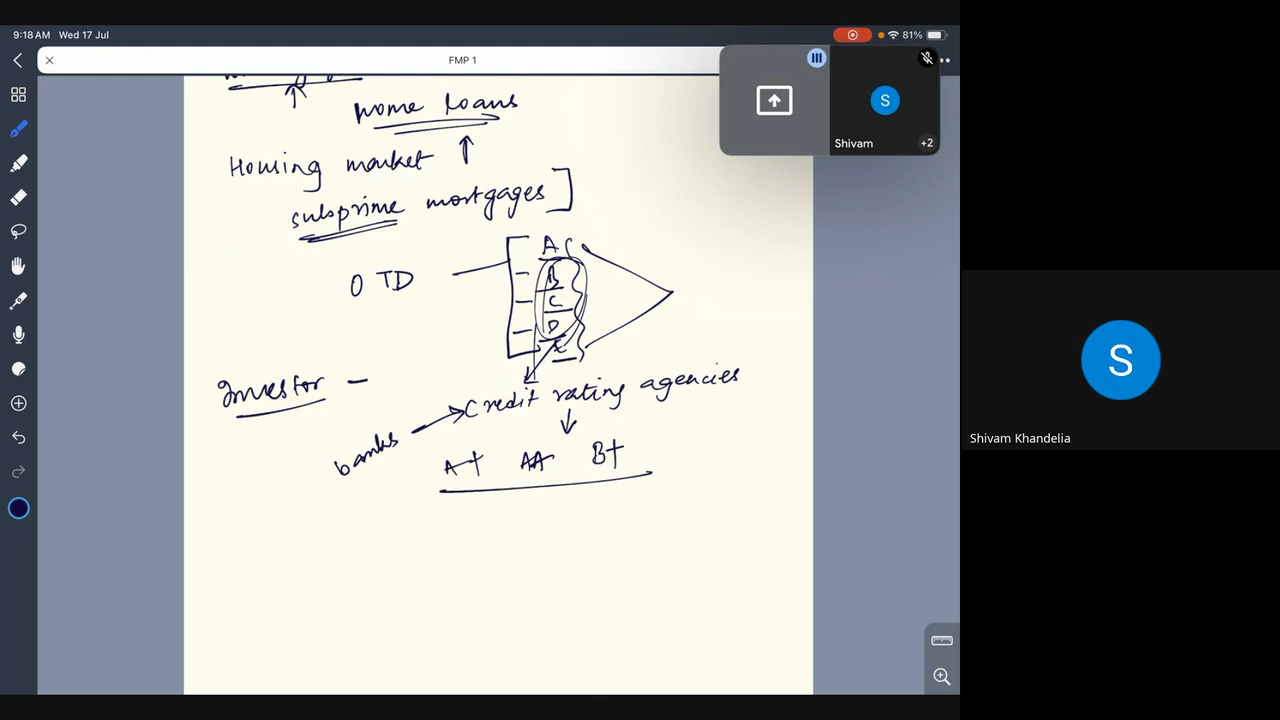 9:18 AM Wed 17 Jul
81%
FMP 1
Shivam
+2
home loans
Housing market
subsprime mortgages ]
OTD
A C
B
C
D
E
Investor -
Credit rating agencies
banks
A+ AA B+
S
S
Shivam Khandelia